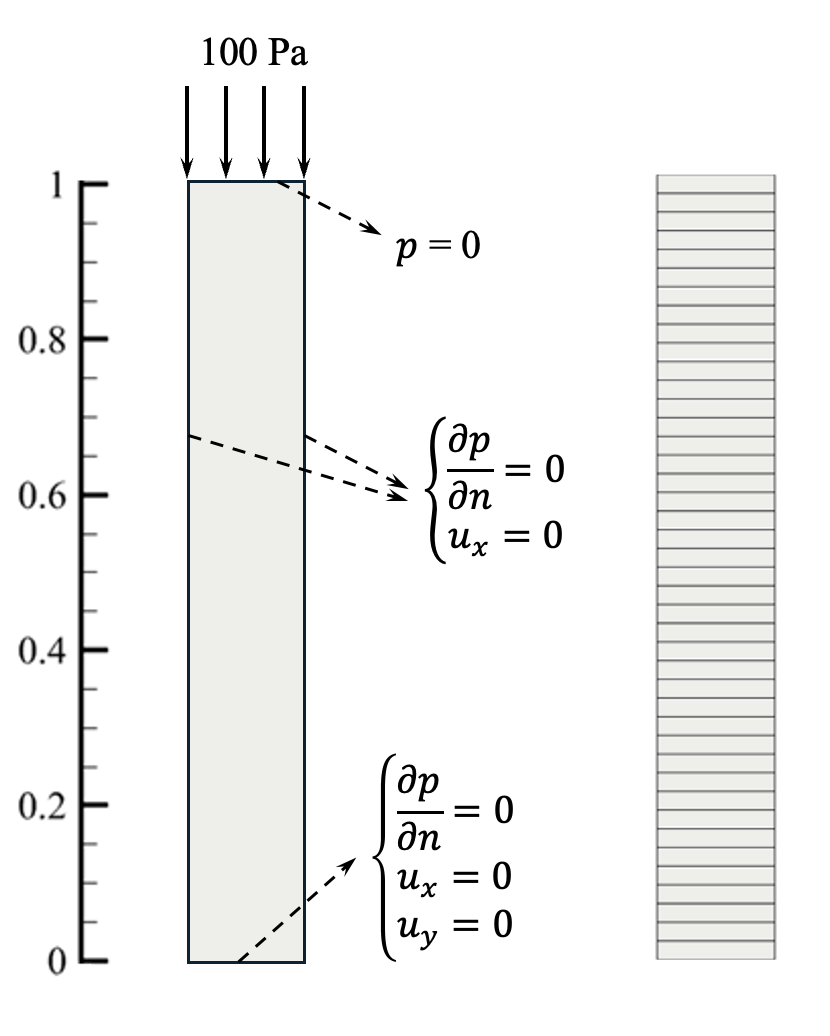 100 Pa
1
p = 0
0.8
∂p/∂n = 0
u_x = 0
0.6
0.4
∂p/∂n = 0
u_x = 0
u_y = 0
0.2
0